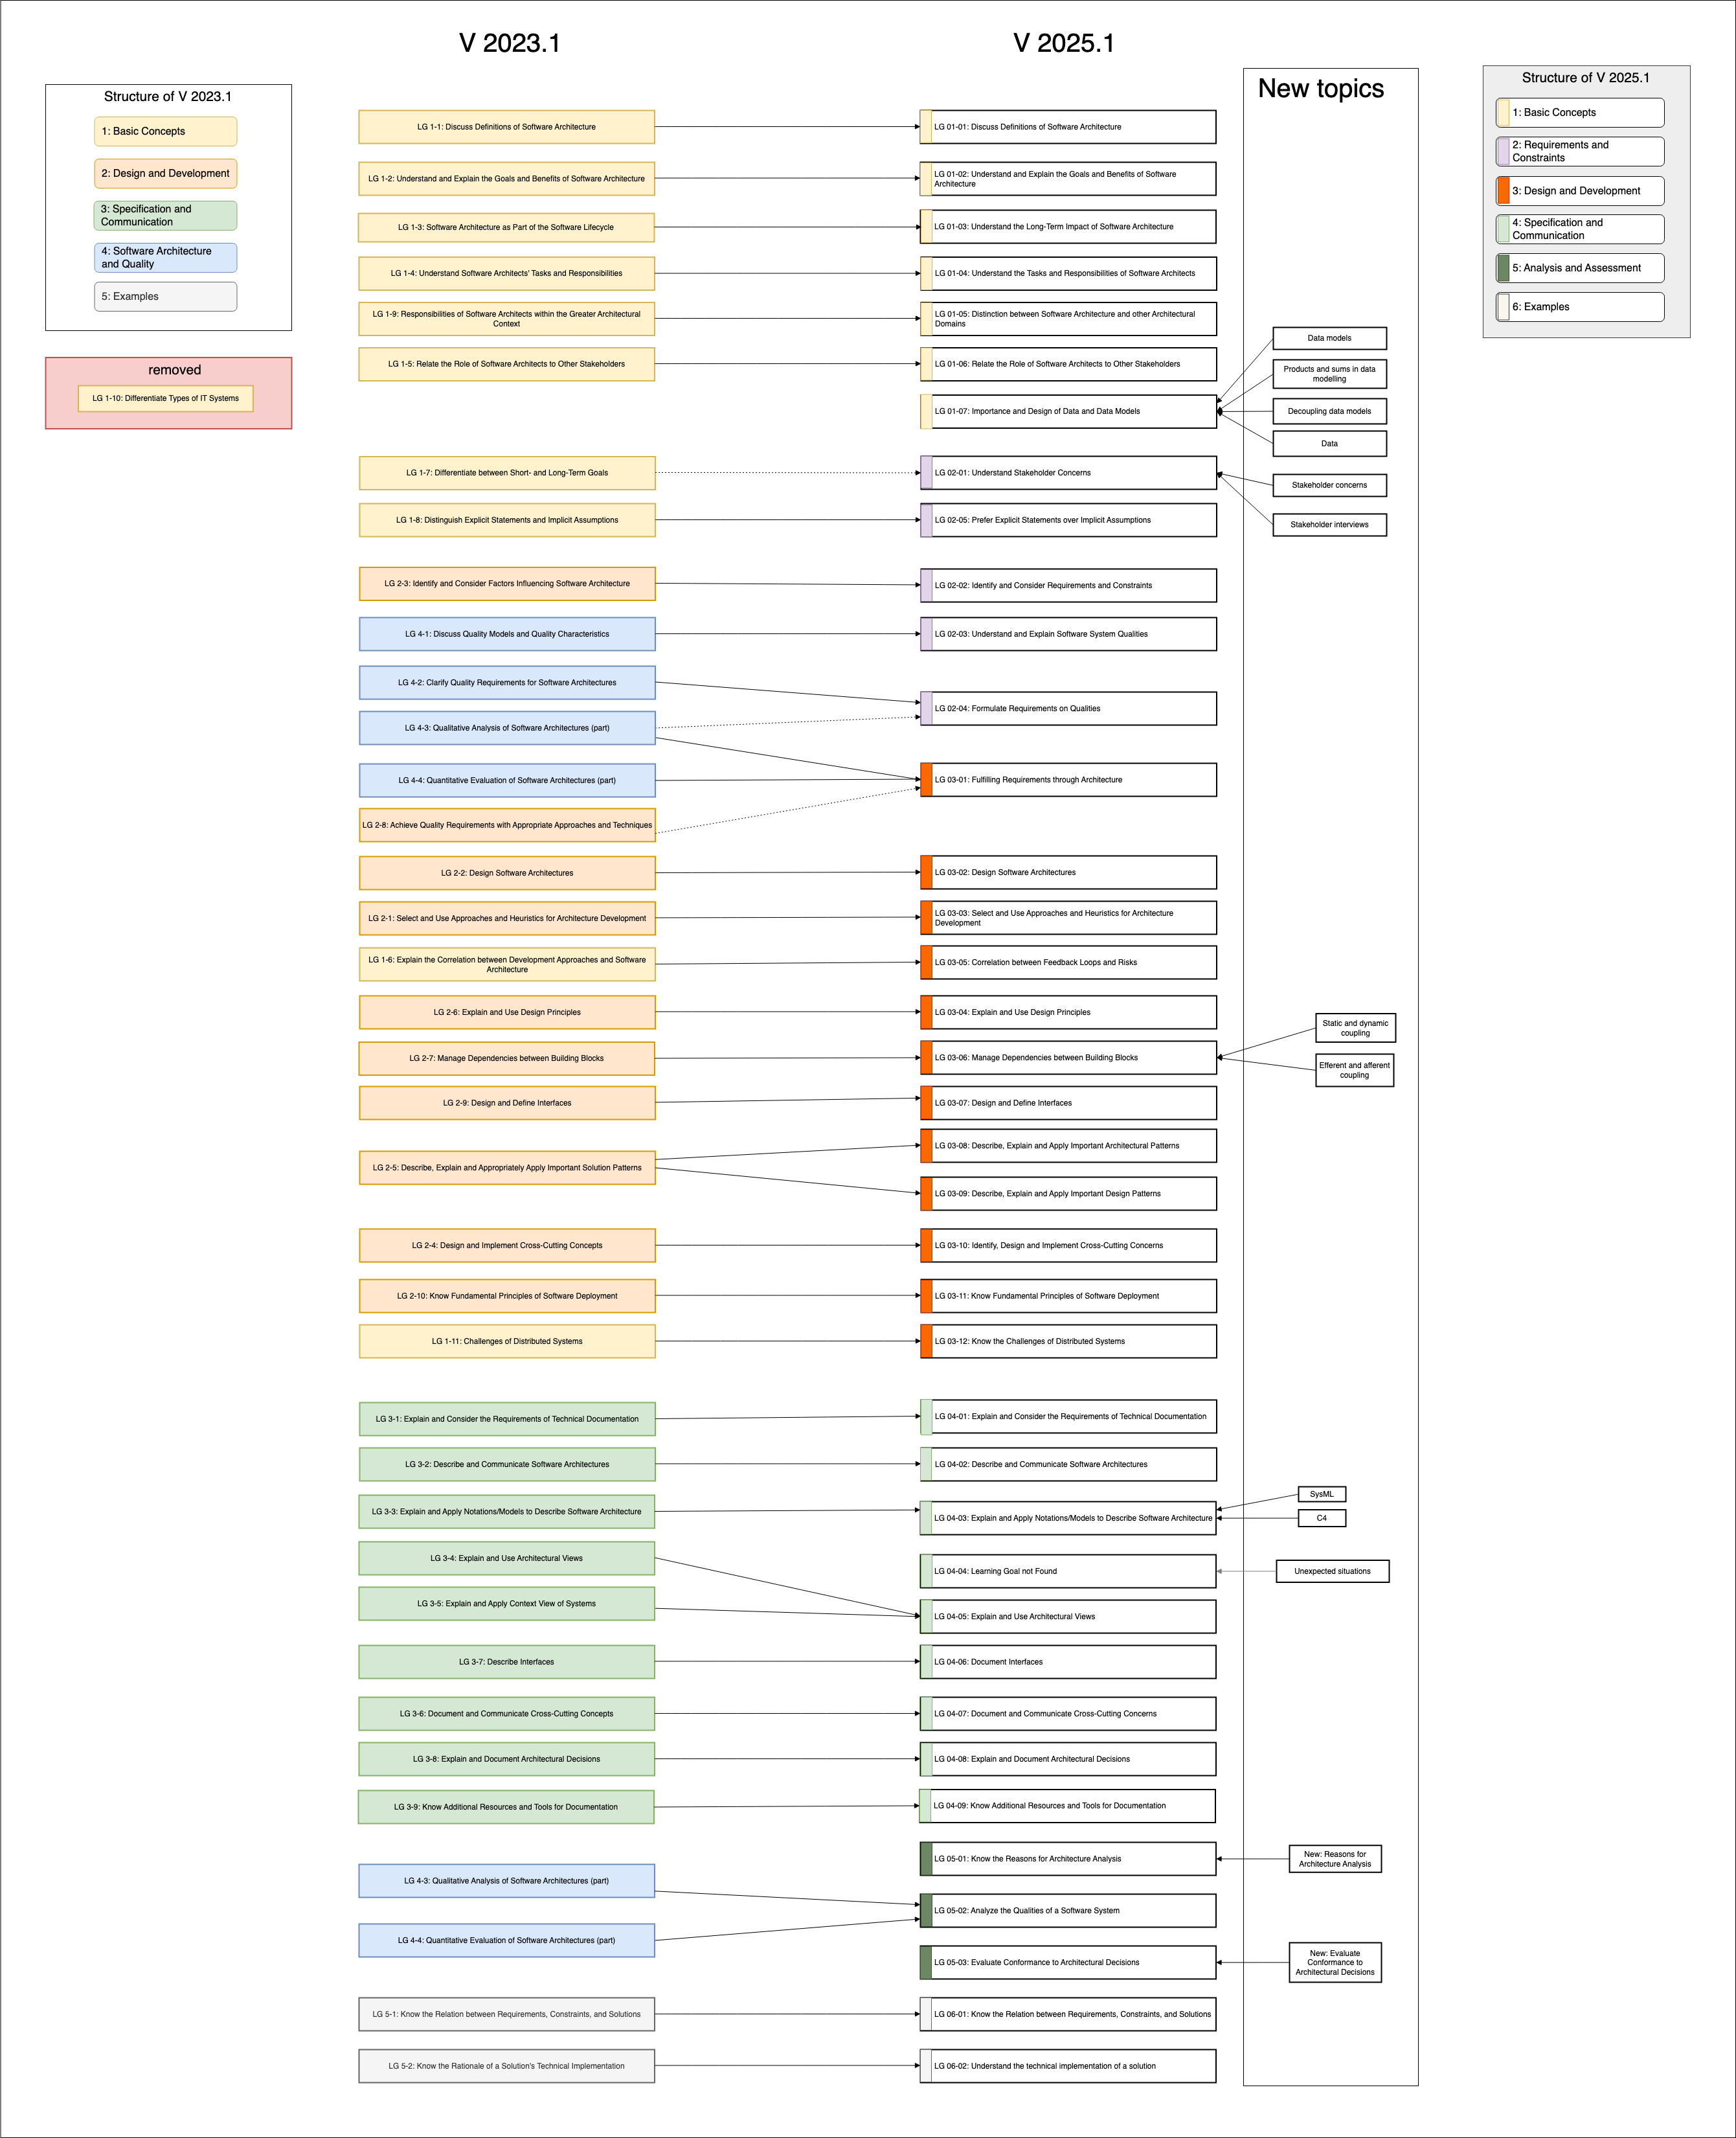 V 2023.1
V 2025.1
Structure of V 2023.1
1: Basic Concepts
2: Design and Development
3: Specification and
Communication
4: Software Architecture
and Quality
5: Examples
removed
LG 1-10: Differentiate Types of IT Systems
New topics
Structure of V 2025.1
1: Basic Concepts
2: Requirements and
Constraints
3: Design and Development
4: Specification and
Communication
5: Analysis and Assessment
6: Examples
LG 1-1: Discuss Definitions of Software Architecture
LG 01-01: Discuss Definitions of Software Architecture
LG 1-2: Understand and Explain the Goals and Benefits of Software Architecture
LG 01-02: Understand and Explain the Goals and Benefits of Software
Architecture
LG 1-3: Software Architecture as Part of the Software Lifecycle
LG 01-03: Understand the Long-Term Impact of Software Architecture
LG 1-4: Understand Software Architects' Tasks and Responsibilities
LG 01-04: Understand the Tasks and Responsibilities of Software Architects
LG 1-9: Responsibilities of Software Architects within the Greater Architectural
Context
LG 01-05: Distinction between Software Architecture and other Architectural
Domains
LG 1-5: Relate the Role of Software Architects to Other Stakeholders
LG 01-06: Relate the Role of Software Architects to Other Stakeholders
LG 01-07: Importance and Design of Data and Data Models
Data models
Products and sums in data
modelling
Decoupling data models
Data
LG 1-7: Differentiate between Short- and Long-Term Goals
LG 02-01: Understand Stakeholder Concerns
Stakeholder concerns
Stakeholder interviews
LG 1-8: Distinguish Explicit Statements and Implicit Assumptions
LG 02-05: Prefer Explicit Statements over Implicit Assumptions
LG 2-3: Identify and Consider Factors Influencing Software Architecture
LG 02-02: Identify and Consider Requirements and Constraints
LG 4-1: Discuss Quality Models and Quality Characteristics
LG 02-03: Understand and Explain Software System Qualities
LG 4-2: Clarify Quality Requirements for Software Architectures
LG 02-04: Formulate Requirements on Qualities
LG 4-3: Qualitative Analysis of Software Architectures (part)
LG 4-4: Quantitative Evaluation of Software Architectures (part)
LG 03-01: Fulfilling Requirements through Architecture
LG 2-8: Achieve Quality Requirements with Appropriate Approaches and Techniques
LG 2-2: Design Software Architectures
LG 03-02: Design Software Architectures
LG 2-1: Select and Use Approaches and Heuristics for Architecture Development
LG 03-03: Select and Use Approaches and Heuristics for Architecture
Development
LG 1-6: Explain the Correlation between Development Approaches and Software
Architecture
LG 03-05: Correlation between Feedback Loops and Risks
LG 2-6: Explain and Use Design Principles
LG 03-04: Explain and Use Design Principles
LG 2-7: Manage Dependencies between Building Blocks
LG 03-06: Manage Dependencies between Building Blocks
Static and dynamic
coupling
Efferent and afferent
coupling
LG 2-9: Design and Define Interfaces
LG 03-07: Design and Define Interfaces
LG 2-5: Describe, Explain and Appropriately Apply Important Solution Patterns
LG 03-08: Describe, Explain and Apply Important Architectural Patterns
LG 03-09: Describe, Explain and Apply Important Design Patterns
LG 2-4: Design and Implement Cross-Cutting Concepts
LG 03-10: Identify, Design and Implement Cross-Cutting Concerns
LG 2-10: Know Fundamental Principles of Software Deployment
LG 03-11: Know Fundamental Principles of Software Deployment
LG 1-11: Challenges of Distributed Systems
LG 03-12: Know the Challenges of Distributed Systems
LG 3-1: Explain and Consider the Requirements of Technical Documentation
LG 04-01: Explain and Consider the Requirements of Technical Documentation
LG 3-2: Describe and Communicate Software Architectures
LG 04-02: Describe and Communicate Software Architectures
LG 3-3: Explain and Apply Notations/Models to Describe Software Architecture
LG 04-03: Explain and Apply Notations/Models to Describe Software Architecture
SysML
C4
LG 3-4: Explain and Use Architectural Views
LG 04-04: Learning Goal not Found
Unexpected situations
LG 3-5: Explain and Apply Context View of Systems
LG 04-05: Explain and Use Architectural Views
LG 3-7: Describe Interfaces
LG 04-06: Document Interfaces
LG 3-6: Document and Communicate Cross-Cutting Concepts
LG 04-07: Document and Communicate Cross-Cutting Concerns
LG 3-8: Explain and Document Architectural Decisions
LG 04-08: Explain and Document Architectural Decisions
LG 3-9: Know Additional Resources and Tools for Documentation
LG 04-09: Know Additional Resources and Tools for Documentation
LG 05-01: Know the Reasons for Architecture Analysis
New: Reasons for
Architecture Analysis
LG 4-3: Qualitative Analysis of Software Architectures (part)
LG 05-02: Analyze the Qualities of a Software System
LG 4-4: Quantitative Evaluation of Software Architectures (part)
LG 05-03: Evaluate Conformance to Architectural Decisions
New: Evaluate
Conformance to
Architectural Decisions
LG 5-1: Know the Relation between Requirements, Constraints, and Solutions
LG 06-01: Know the Relation between Requirements, Constraints, and Solutions
LG 5-2: Know the Rationale of a Solution's Technical Implementation
LG 06-02: Understand the technical implementation of a solution